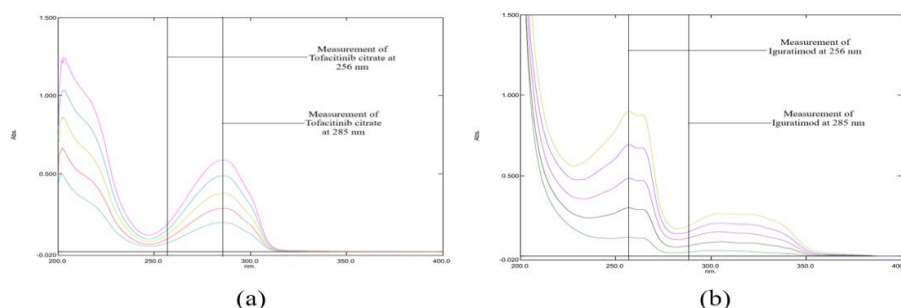 1.500
1.000
0.500
-0.020
200.0
250.0
300.0
350.0
400.0
Abs.
nm.
Measurement of
Tofacitinib citrate at
256 nm
Measurement of
Tofacitinib citrate
at 285 nm
(a)
1.500
1.000
0.500
-0.020
200.0
250.0
300.0
350.0
400.0
Abs.
nm.
Measurement of
Iguratimod at 256 nm
Measurement of
Iguratimod at 285 nm
(b)